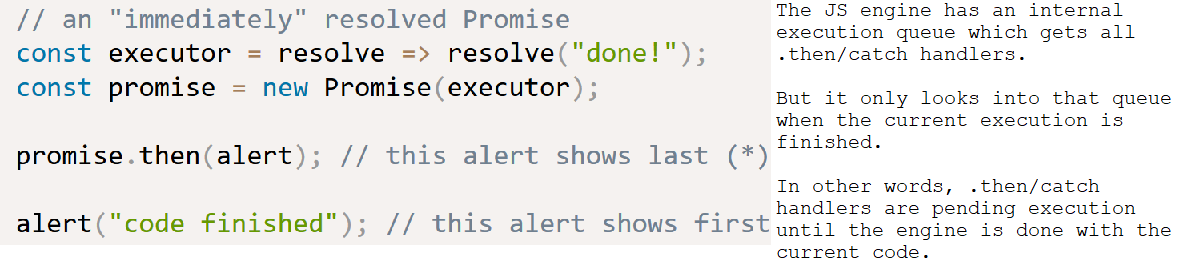 // an "immediately" resolved Promise
const executor = resolve => resolve("done!");
const promise = new Promise(executor);
promise.then(alert); // this alert shows last (*)
alert("code finished"); // this alert shows first
The JS engine has an internal
execution queue which gets all
.then/catch handlers.
But it only looks into that queue
when the current execution is
finished.
In other words, .then/catch
handlers are pending execution
until the engine is done with the
current code.